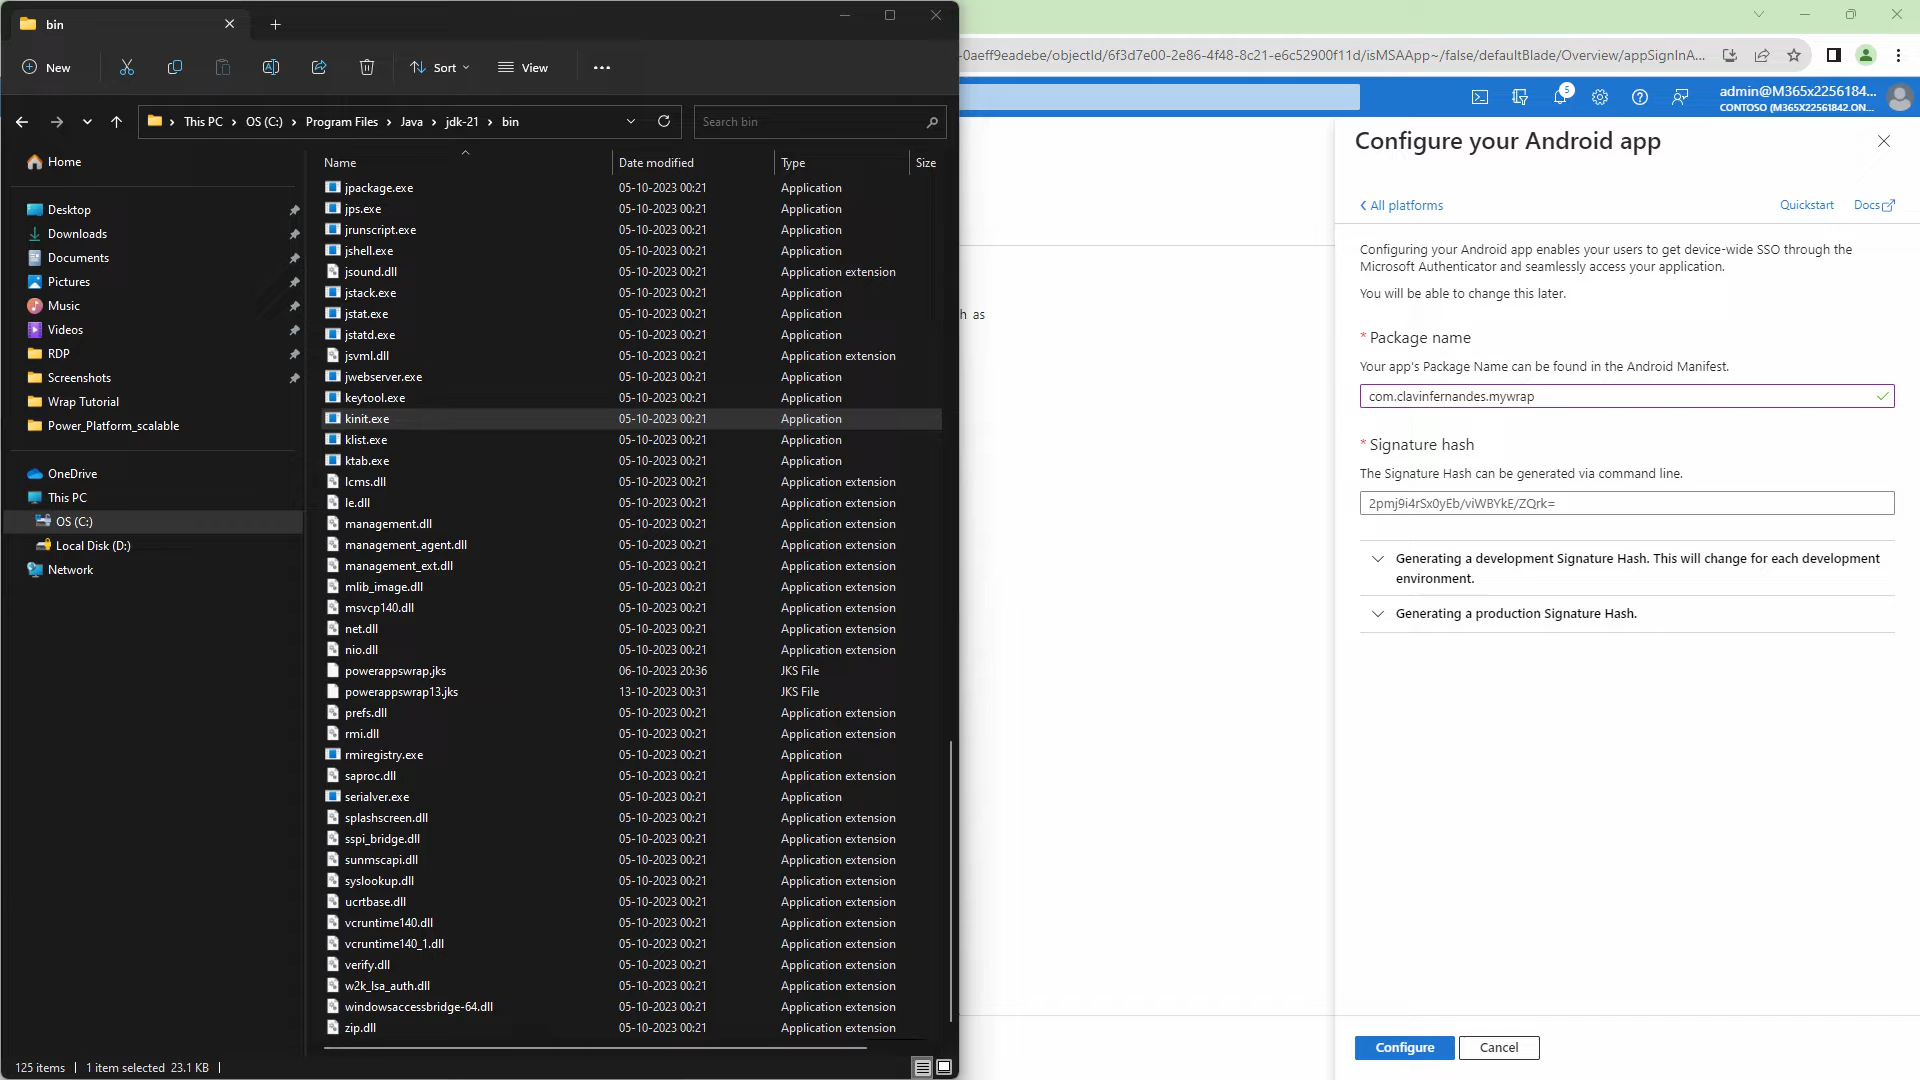 bin
New
Sort
View
This PC
OS (C:)
Program Files
Java
jdk-21
bin
Search bin
Home
Desktop
Downloads
Documents
Pictures
Music
Videos
RDP
Screenshots
Wrap Tutorial
Power_Platform_scalable
OneDrive
This PC
OS (C:)
Local Disk (D:)
Network
Name Date modified Type Size
jpackage.exe 05-10-2023 00:21 Application
jps.exe 05-10-2023 00:21 Application
jrunscript.exe 05-10-2023 00:21 Application
jshell.exe 05-10-2023 00:21 Application
jsound.dll 05-10-2023 00:21 Application extension
jstack.exe 05-10-2023 00:21 Application
jstat.exe 05-10-2023 00:21 Application
jstatd.exe 05-10-2023 00:21 Application
jsvml.dll 05-10-2023 00:21 Application extension
jwebserver.exe 05-10-2023 00:21 Application
keytool.exe 05-10-2023 00:21 Application
kinit.exe 05-10-2023 00:21 Application
klist.exe 05-10-2023 00:21 Application
ktab.exe 05-10-2023 00:21 Application
lcms.dll 05-10-2023 00:21 Application extension
le.dll 05-10-2023 00:21 Application extension
management.dll 05-10-2023 00:21 Application extension
management_agent.dll 05-10-2023 00:21 Application extension
management_ext.dll 05-10-2023 00:21 Application extension
mlib_image.dll 05-10-2023 00:21 Application extension
msvcp140.dll 05-10-2023 00:21 Application extension
net.dll 05-10-2023 00:21 Application extension
nio.dll 05-10-2023 00:21 Application extension
powerappswrap.jks 06-10-2023 20:36 JKS File
powerappswrap13.jks 13-10-2023 00:31 JKS File
prefs.dll 05-10-2023 00:21 Application extension
rmi.dll 05-10-2023 00:21 Application extension
rmiregistry.exe 05-10-2023 00:21 Application
saproc.dll 05-10-2023 00:21 Application extension
serialver.exe 05-10-2023 00:21 Application
splashscreen.dll 05-10-2023 00:21 Application extension
sspi_bridge.dll 05-10-2023 00:21 Application extension
sunmscapi.dll 05-10-2023 00:21 Application extension
syslookup.dll 05-10-2023 00:21 Application extension
ucrtbase.dll 05-10-2023 00:21 Application extension
vcruntime140.dll 05-10-2023 00:21 Application extension
vcruntime140_1.dll 05-10-2023 00:21 Application extension
verify.dll 05-10-2023 00:21 Application extension
w2k_lsa_auth.dll 05-10-2023 00:21 Application extension
windowsaccessbridge-64.dll 05-10-2023 00:21 Application extension
zip.dll 05-10-2023 00:21 Application extension
125 items 1 item selected 23.1 KB
-0aeff9eadebe/objectId/6f3d7e00-2e86-4f48-8c21-e6c52900f11d/isMSAApp~/false/defaultBlade/Overview/appSignInA...
5
admin@M365x2256184...
CONTOSO (M365X22561842.ON...
h as
Configure your Android app
All platforms
Quickstart
Docs
Configuring your Android app enables your users to get device-wide SSO through the
Microsoft Authenticator and seamlessly access your application.
You will be able to change this later.
* Package name
Your app's Package Name can be found in the Android Manifest.
com.clavinfernandes.mywrap
* Signature hash
The Signature Hash can be generated via command line.
2pmj9i4rSx0yEb/viWBYkE/ZQrk=
Generating a development Signature Hash. This will change for each development
environment.
Generating a production Signature Hash.
Configure
Cancel